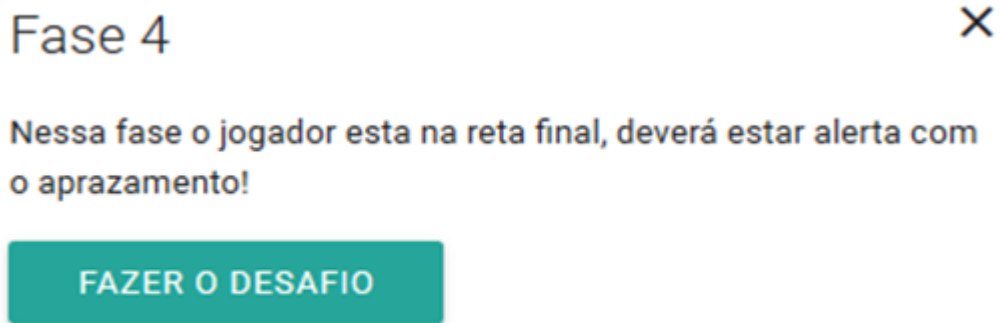 Fase 4
Nessa fase o jogador esta na reta final, deverá estar alerta com
o aprazamento!
FAZER O DESAFIO